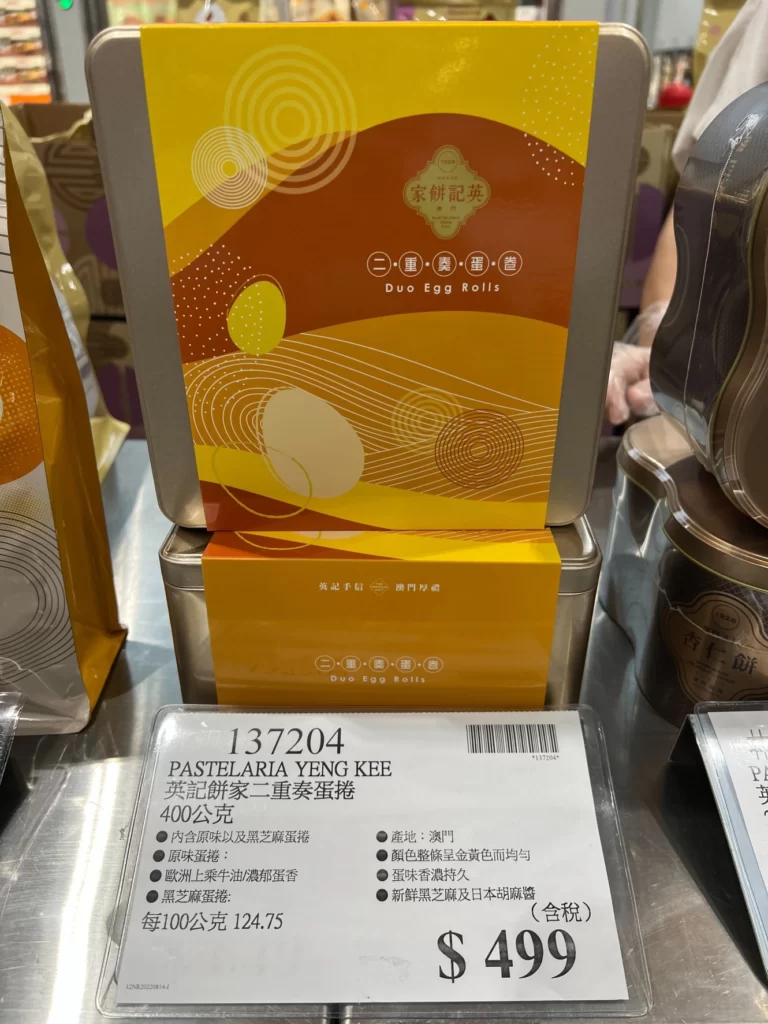 家餅記英
澳門
二·重·奏·蛋·卷
Duo Egg Rolls
英記手信 澳門厚禮
二·重·奏·蛋·卷
Duo Egg Rolls
杏仁餅
137204
*137204*
PASTELARIA YENG KEE
英記餅家二重奏蛋捲
400公克
●內含原味以及黑芝麻蛋捲
●產地：澳門
●原味蛋捲：
●顏色整條呈金黃色而均勻
●歐洲上乘牛油/濃郁蛋香
●蛋味香濃持久
●黑芝麻蛋捲:
●新鮮黑芝麻及日本胡麻醬
每100公克 124.75
（含稅）
$ 499